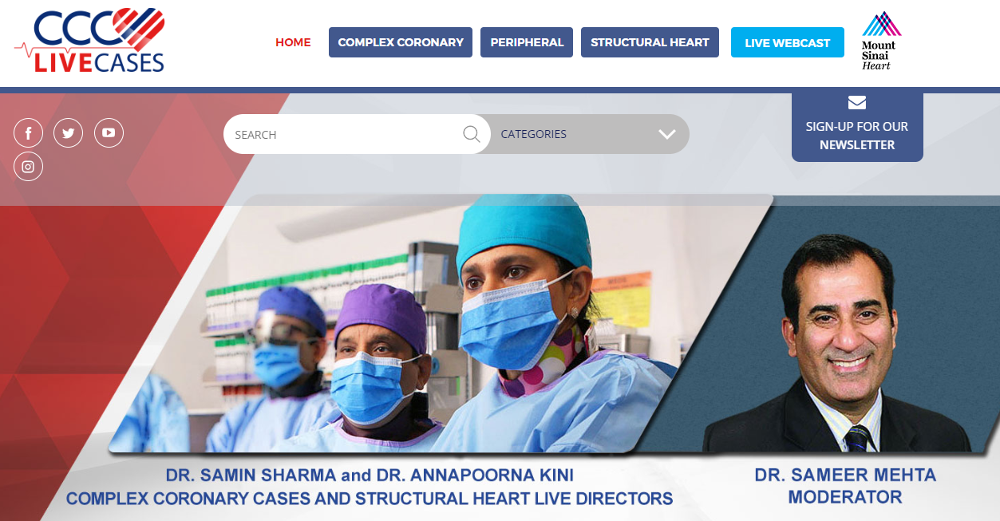 CCC
LIVECASES
HOME
COMPLEX CORONARY
PERIPHERAL
STRUCTURAL HEART
LIVE WEBCAST
Mount
Sinai
Heart
SEARCH
CATEGORIES
SIGN-UP FOR OUR
NEWSLETTER
DR. SAMIN SHARMA and DR. ANNAPOORNA KINI
COMPLEX CORONARY CASES AND STRUCTURAL HEART LIVE DIRECTORS
DR. SAMEER MEHTA
MODERATOR